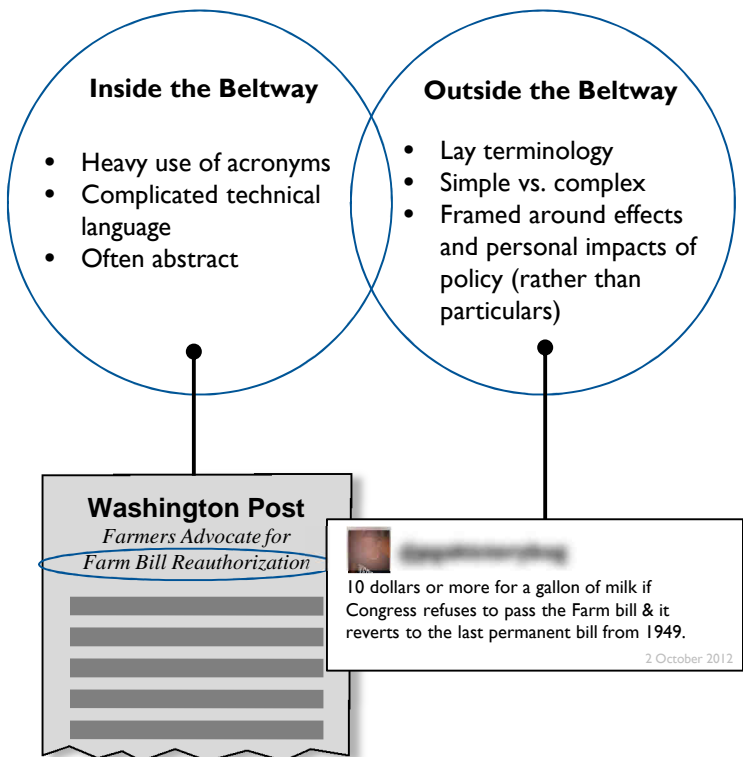 Inside the Beltway
• Heavy use of acronyms
• Complicated technical
language
• Often abstract
Outside the Beltway
• Lay terminology
• Simple vs. complex
• Framed around effects
and personal impacts of
policy (rather than
particulars)
Washington Post
Farmers Advocate for
Farm Bill Reauthorization
10 dollars or more for a gallon of milk if
Congress refuses to pass the Farm bill & it
reverts to the last permanent bill from 1949.
2 October 2012